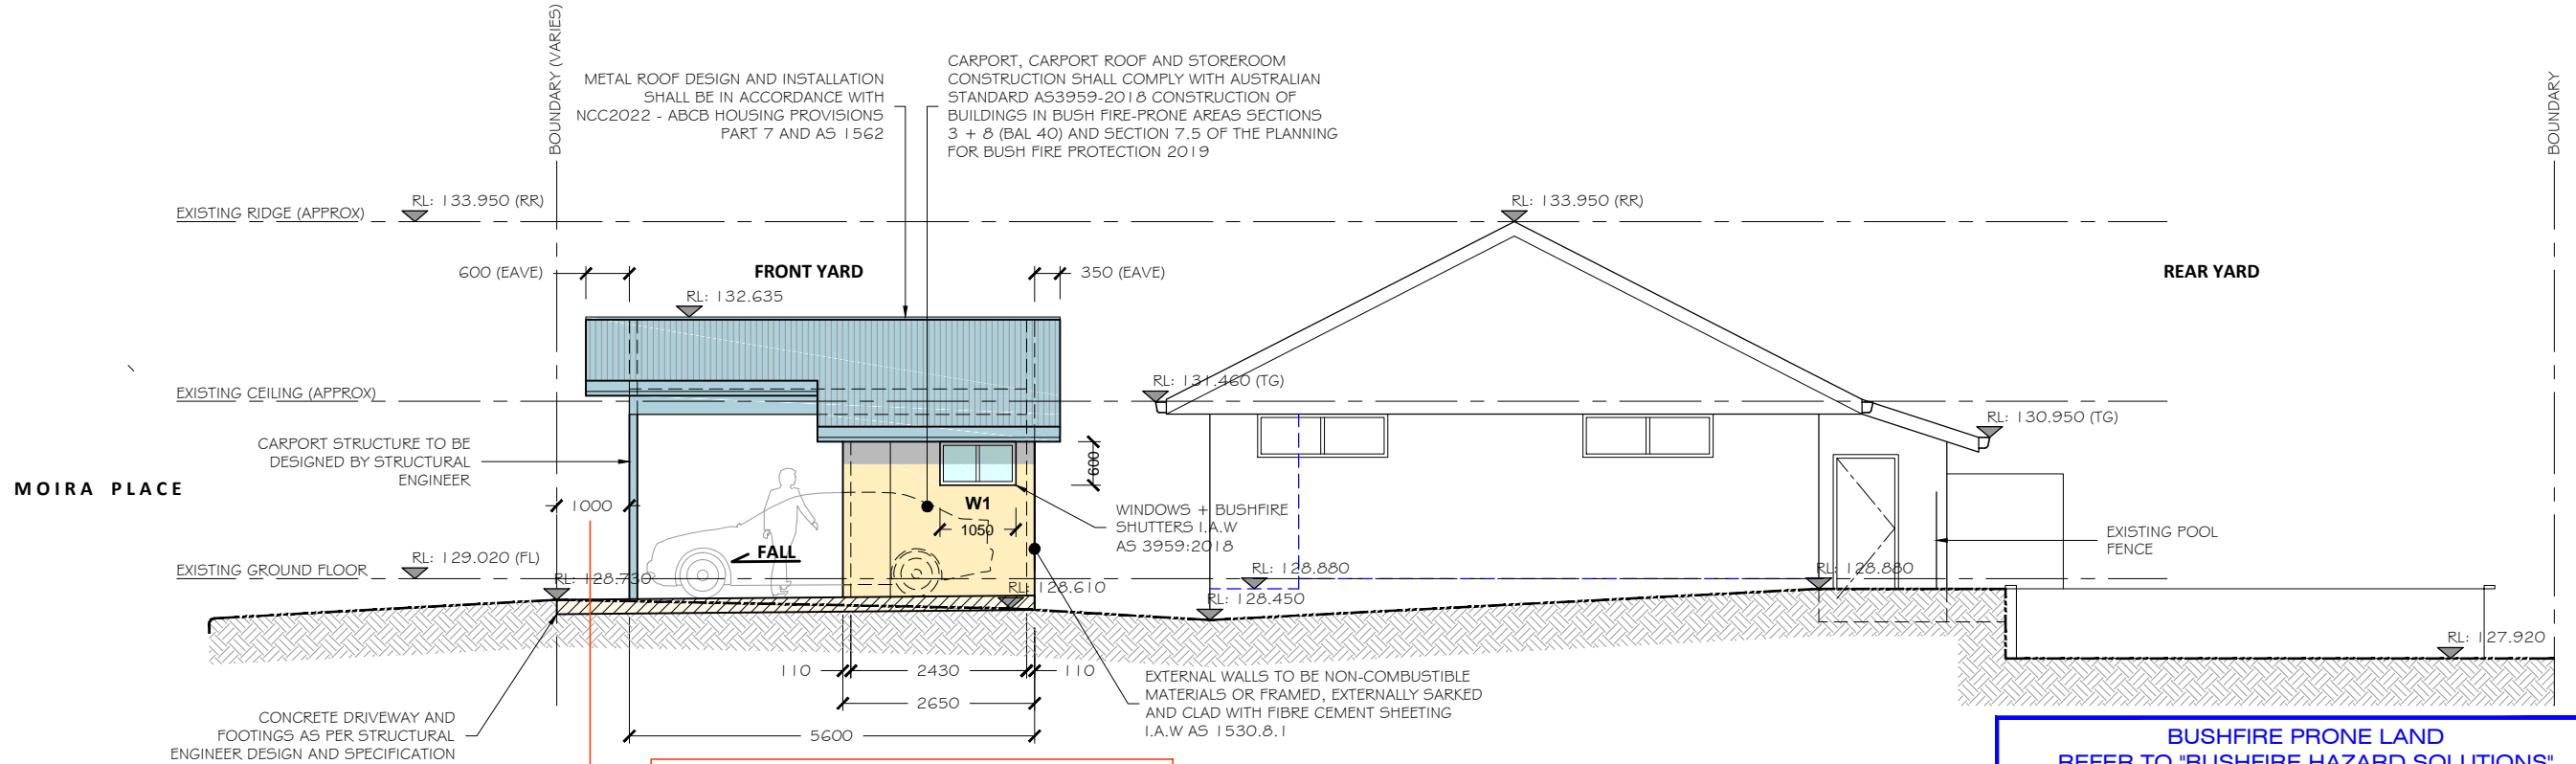 BOUNDARY (VARIES)
METAL ROOF DESIGN AND INSTALLATION
SHALL BE IN ACCORDANCE WITH
NCC2022 - ABCB HOUSING PROVISIONS
PART 7 AND AS 1562
CARPORT, CARPORT ROOF AND STOREROOM
CONSTRUCTION SHALL COMPLY WITH AUSTRALIAN
STANDARD AS3959-2018 CONSTRUCTION OF
BUILDINGS IN BUSH FIRE-PRONE AREAS SECTIONS
3 + 8 (BAL 40) AND SECTION 7.5 OF THE PLANNING
FOR BUSH FIRE PROTECTION 2019
BOUNDARY
EXISTING RIDGE (APPROX)
RL: 133.950 (RR)
RL: 133.950 (RR)
600 (EAVE)
FRONT YARD
350 (EAVE)
REAR YARD
RL: 132.635
EXISTING CEILING (APPROX)
RL: 131.460 (TG)
RL: 130.950 (TG)
CARPORT STRUCTURE TO BE
DESIGNED BY STRUCTURAL
ENGINEER
600
MOIRA PLACE
1000
W1
1050
WINDOWS + BUSHFIRE
SHUTTERS I.A.W
AS 3959:2018
EXISTING POOL
FENCE
FALL
EXISTING GROUND FLOOR
RL: 129.020 (FL)
RL: 128.730
RL: 128.610
RL: 128.880
RL: 128.450
RL: 128.880
RL: 127.920
110
2430
110
2650
5600
EXTERNAL WALLS TO BE NON-COMBUSTIBLE
MATERIALS OR FRAMED, EXTERNALLY SARKED
AND CLAD WITH FIBRE CEMENT SHEETING
I.A.W AS 1530.8.1
CONCRETE DRIVEWAY AND
FOOTINGS AS PER STRUCTURAL
ENGINEER DESIGN AND SPECIFICATION
BUSHFIRE PRONE LAND
REFER TO "BUSHFIRE HAZARD SOLUTIONS"